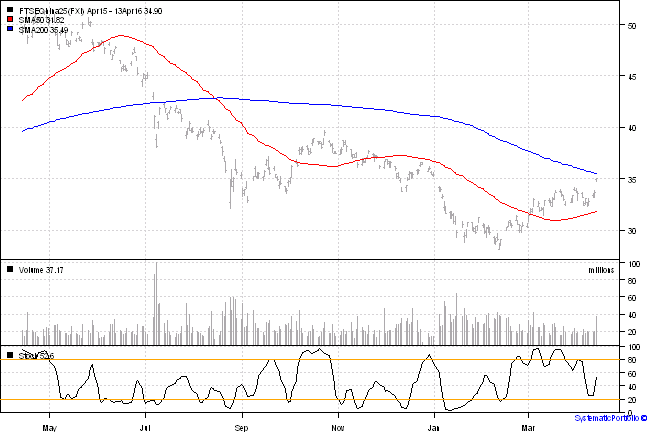 FTSEChina25(FXI) Apr15 - 13Apr16 34.90
SMA50 31.82
SMA200 35.49
50
45
40
35
30
Volume 37.17
millions
100
80
60
40
20
100
80
60
40
20
0
May Jul Sep Nov Jan Mar
SystematicPortfolio ©